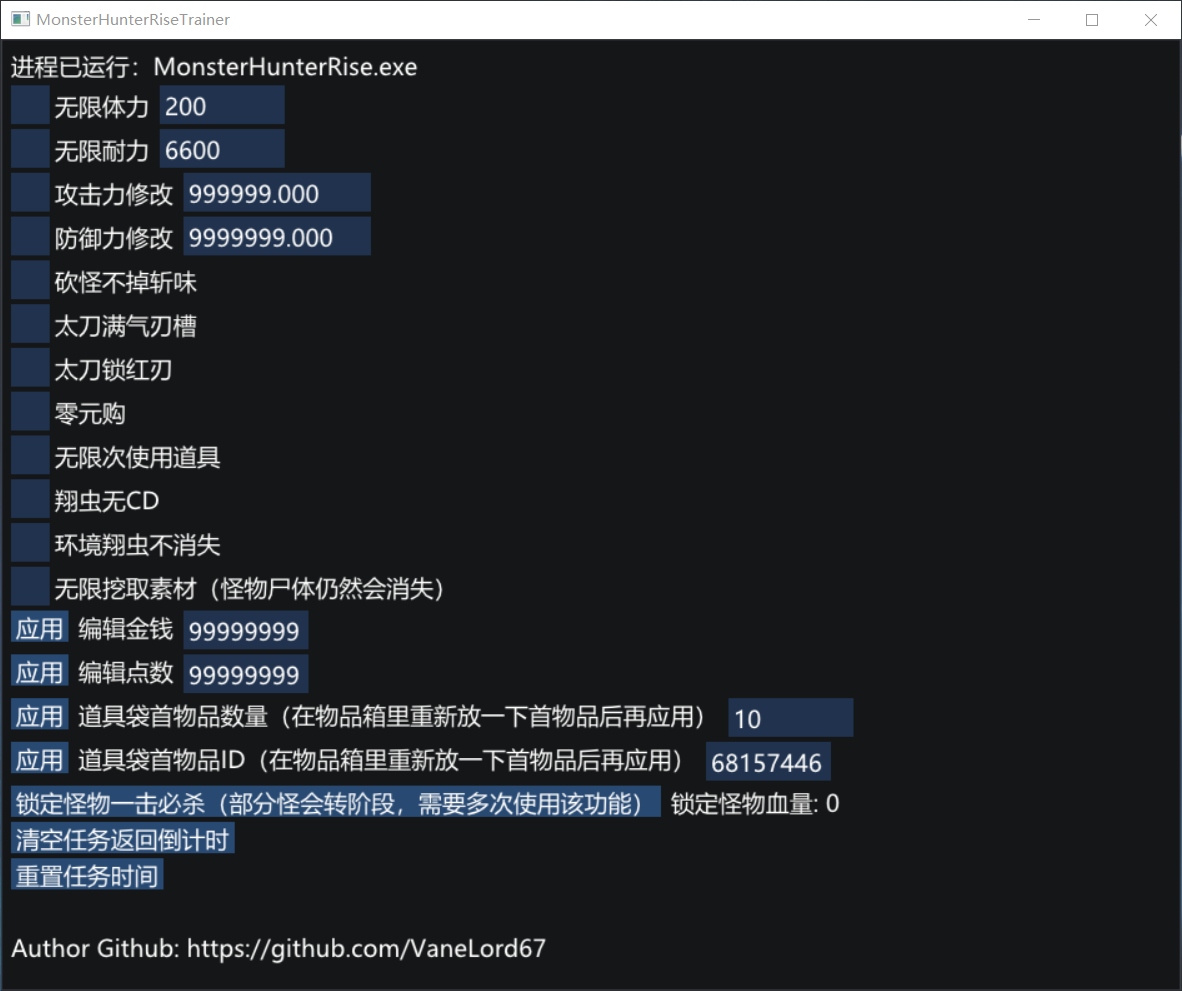 MonsterHunterRiseTrainer
进程已运行：MonsterHunterRise.exe
无限体力 200
无限耐力 6600
攻击力修改 999999.000
防御力修改 9999999.000
砍怪不掉斩味
太刀满气刃槽
太刀锁红刃
零元购
无限次使用道具
翔虫无CD
环境翔虫不消失
无限挖取素材（怪物尸体仍然会消失）
应用 编辑金钱 99999999
应用 编辑点数 99999999
应用 道具袋首物品数量（在物品箱里重新放一下首物品后再应用） 10
应用 道具袋首物品ID（在物品箱里重新放一下首物品后再应用） 68157446
锁定怪物一击必杀（部分怪会转阶段，需要多次使用该功能） 锁定怪物血量: 0
清空任务返回倒计时
重置任务时间
Author Github: https://github.com/VaneLord67